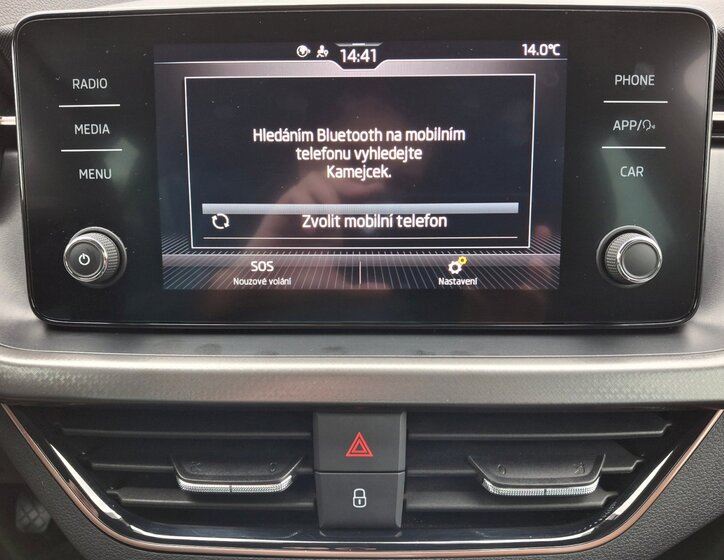 14:41
14.0°C
RADIO
MEDIA
MENU
Hledáním Bluetooth na mobilním
telefonu vyhledejte
Kamejcek.
Zvolit mobilní telefon
SOS
Nouzové volání
Nastavení
PHONE
APP/
CAR